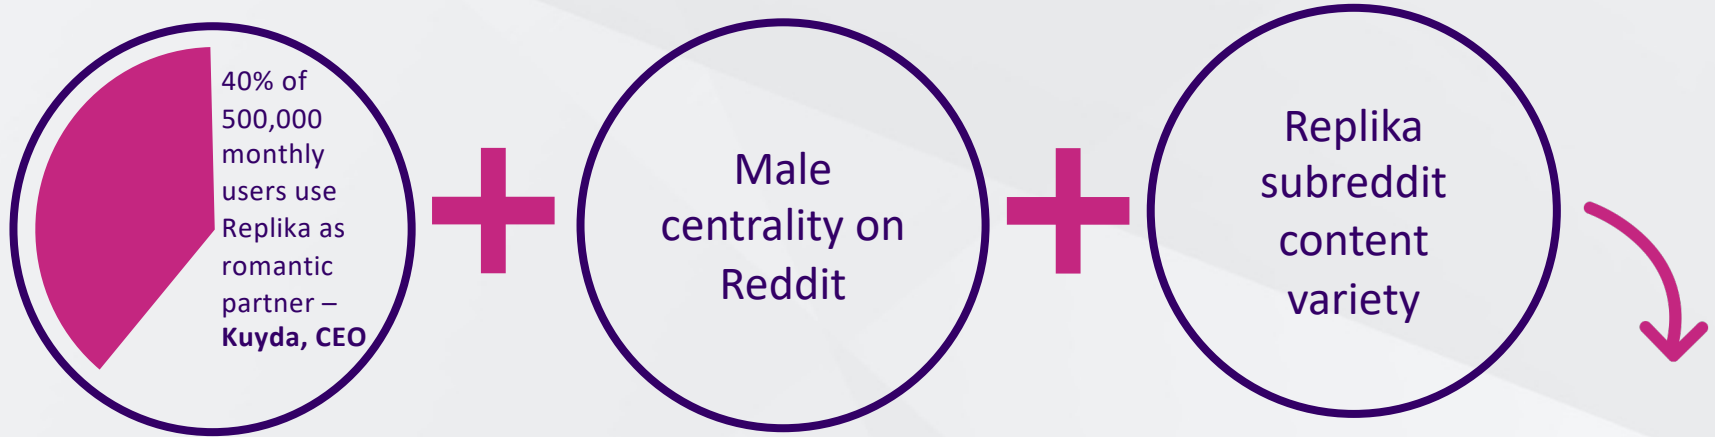 40% of
500,000
monthly
users use
Replika as
romantic
partner –
Kuyda, CEO
Male
centrality on
Reddit
Replika
subreddit
content
variety